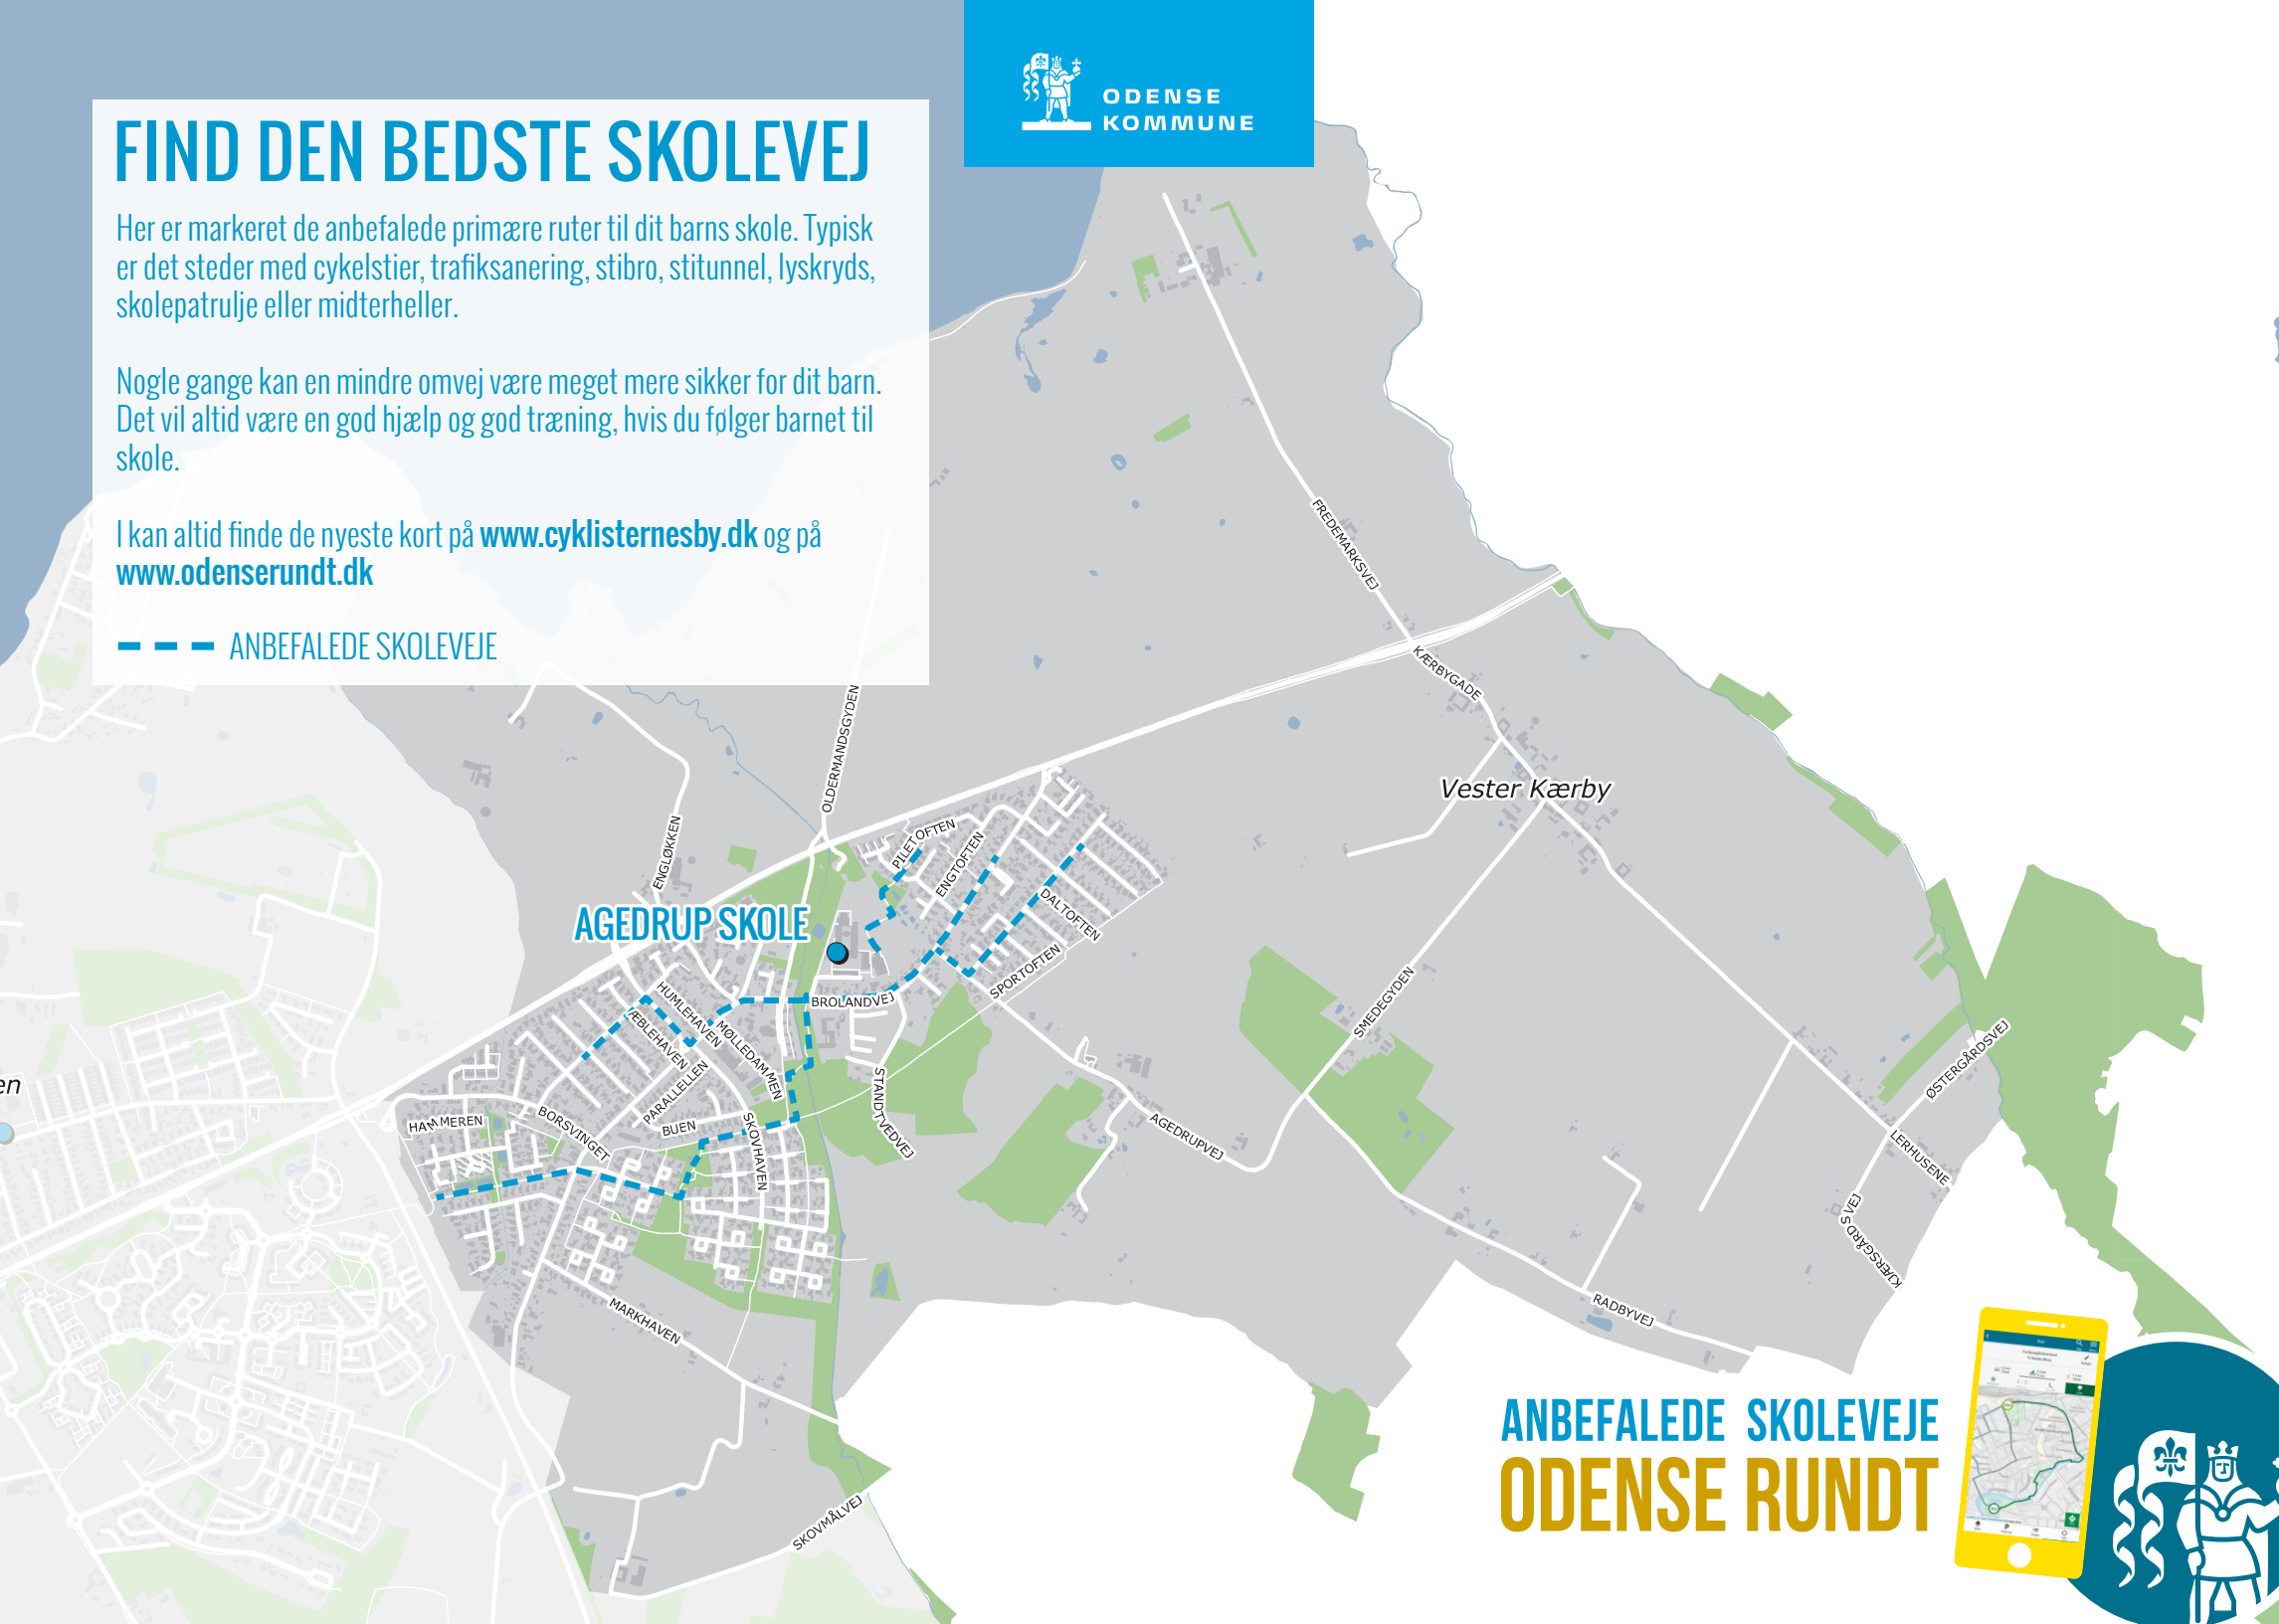 ODENSE
KOMMUNE
FIND DEN BEDSTE SKOLEVEJ
Her er markeret de anbefalede primære ruter til dit barns skole. Typisk
er det steder med cykelstier, trafiksanering, stibro, stitunnel, lyskryds,
skolepatrulje eller midterheller.
Nogle gange kan en mindre omvej være meget mere sikker for dit barn.
Det vil altid være en god hjælp og god træning, hvis du følger barnet til
skole.
I kan altid finde de nyeste kort på www.cyklisternesby.dk og på
www.odenserundt.dk
ANBEFALEDE SKOLEVEJE
FREDEMARKSVEJ
KÆRBYGADE
OLDERMANDSGYDEN
Vester Kærby
ENGLØKKEN
PILETOFTEN
ENGTOFTEN
DALTOFTEN
AGEDRUP SKOLE
SPORTOFTEN
BROLANDVEJ
HUMLEHAVEN
ÆBLEHAVEN
MØLLEDAMMEN
PARALLELLEN
SMEDEGYDEN
STANDTVEDVEJ
ØSTERGÅRDSVEJ
en
HAMMEREN
BORSVINGET
BUEN
SKOVHAVEN
AGEDRUPVEJ
LERHUSENE
KJÆRSGÅRDSVEJ
MARKHAVEN
RADBYVEJ
SKOVMÅLVEJ
ANBEFALEDE SKOLEVEJE
ODENSE RUNDT